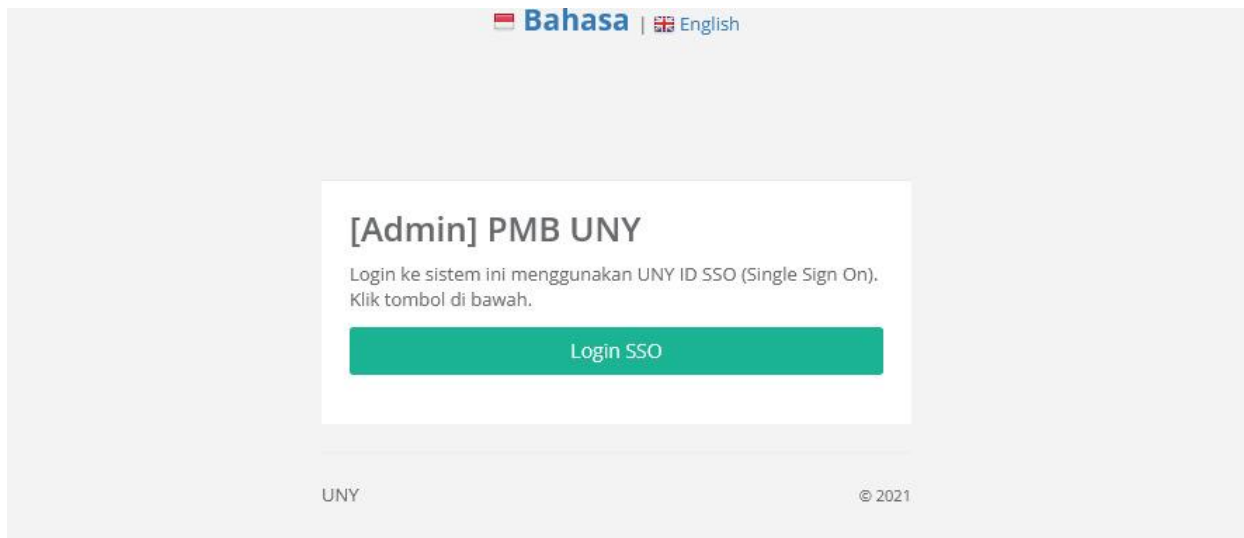 Bahasa | English
[Admin] PMB UNY
Login ke sistem ini menggunakan UNY ID SSO (Single Sign On).
Klik tombol di bawah.
Login SSO
UNY © 2021